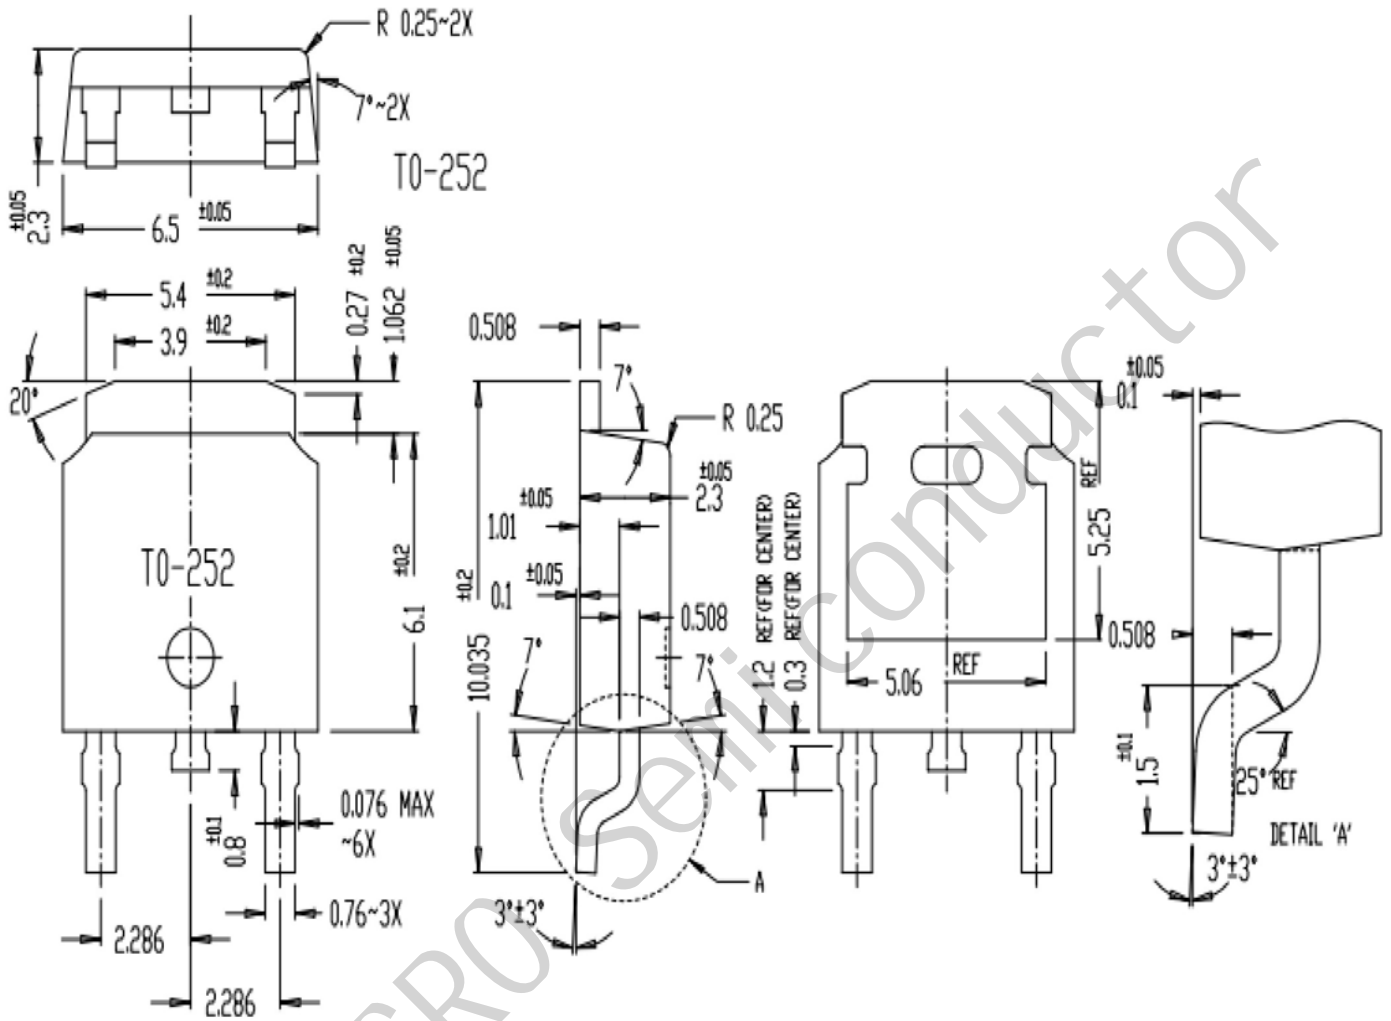 R 0.25~2X
7°~2X
TO-252
2.3 ±0.05
6.5 ±0.05
5.4 ±0.2
3.9 ±0.2
0.27 ±0.2
1.062 ±0.05
20°
TO-252
6.1 ±0.2
0.8 ±0.1
0.076 MAX
~6X
0.76~3X
2.286
2.286
0.508
7°
R 0.25
2.3 ±0.05
1.01 ±0.05
0.1 ±0.05
10.035 ±0.2
0.508
7°
7°
A
3°±3°
1.2 REF(FOR CENTER)
0.3 REF(FOR CENTER)
5.25 REF
5.06 REF
0.1 ±0.05
0.508
1.5 ±0.1
25° REF
DETAIL 'A'
3°±3°
CRO Semi conductor